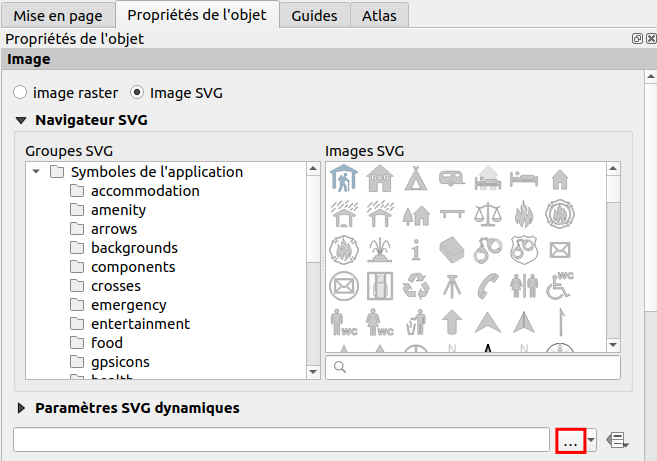 Mise en page Propriétés de l'objet Guides Atlas
Propriétés de l'objet
Image
image raster Image SVG
Navigateur SVG
Groupes SVG Images SVG
Symboles de l'application
accommodation
amenity
arrows
backgrounds
components
crosses
emergency
entertainment
food
gpsicons
health
WC
WC WC
N N
Paramètres SVG dynamiques
...